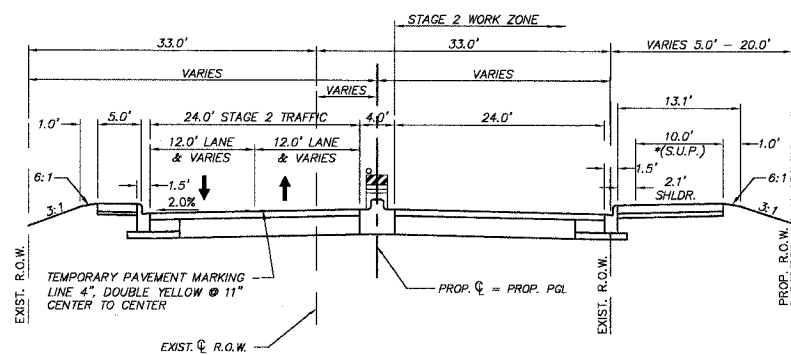 STAGE 2 WORK ZONE
33.0'
33.0'
VARIES 5.0' - 20.0'
VARIES
VARIES
VARIES
13.1'
1.0'
5.0'
24.0' STAGE 2 TRAFFIC
4.0'
24.0'
10.0'
*(S.U.P.)
1.0'
12.0' LANE
& VARIES
12.0' LANE
& VARIES
6:1
1.5'
1.5'
6:1
2.1'
SHLDR.
3:1
2.0%
3:1
TEMPORARY PAVEMENT MARKING
LINE 4", DOUBLE YELLOW @ 11"
CENTER TO CENTER
PROP. ℄ = PROP. PGL
EXIST. R.O.W.
EXIST. R.O.W.
PROP. R.O.W.
EXIST. ℄ R.O.W.